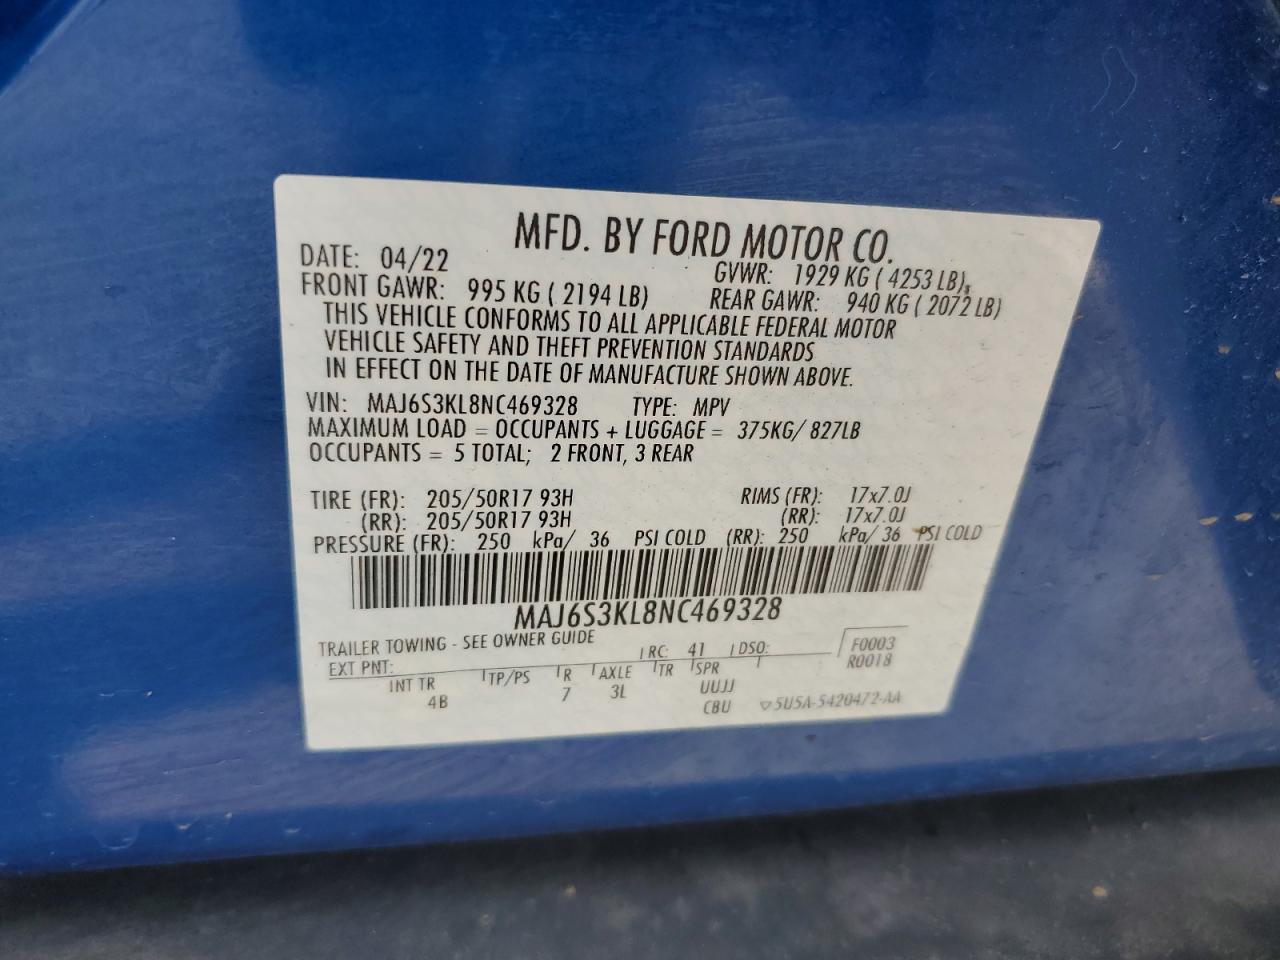 MFD. BY FORD MOTOR CO.
DATE: 04/22 GVWR: 1929 KG ( 4253 LB)
FRONT GAWR: 995 KG ( 2194 LB) REAR GAWR: 940 KG ( 2072 LB)
THIS VEHICLE CONFORMS TO ALL APPLICABLE FEDERAL MOTOR
VEHICLE SAFETY AND THEFT PREVENTION STANDARDS
IN EFFECT ON THE DATE OF MANUFACTURE SHOWN ABOVE.
VIN: MAJ6S3KL8NC469328 TYPE: MPV
MAXIMUM LOAD = OCCUPANTS + LUGGAGE = 375KG/ 827LB
OCCUPANTS = 5 TOTAL; 2 FRONT, 3 REAR
TIRE (FR): 205/50R17 93H RIMS (FR): 17x7.0J
(RR): 205/50R17 93H (RR): 17x7.0J
PRESSURE (FR): 250 kPa/ 36 PSI COLD (RR): 250 kPa/ 36 PSI COLD
MAJ6S3KL8NC469328
TRAILER TOWING - SEE OWNER GUIDE
EXT PNT: RC: 41 DSO: F0003
R0018
INT TR TP/PS R AXLE TR SPR
4B 7 3L UUJJ
CBU ▽5U5A-5420472-AA